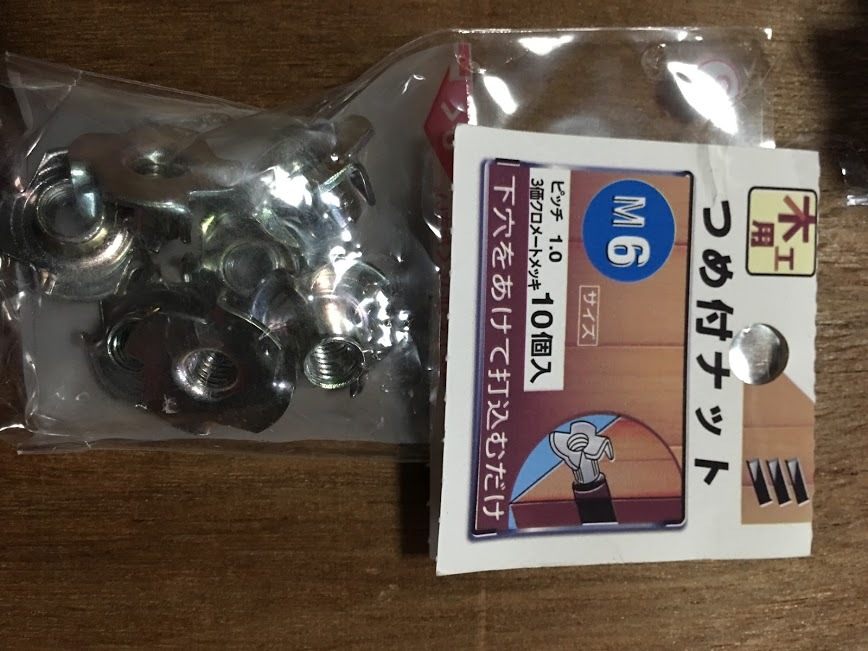 木工用
つめ付ナット
M6
サイズ
ピッチ 1.0
3価クロメートメッキ
10個入
下穴をあけて打込むだけ